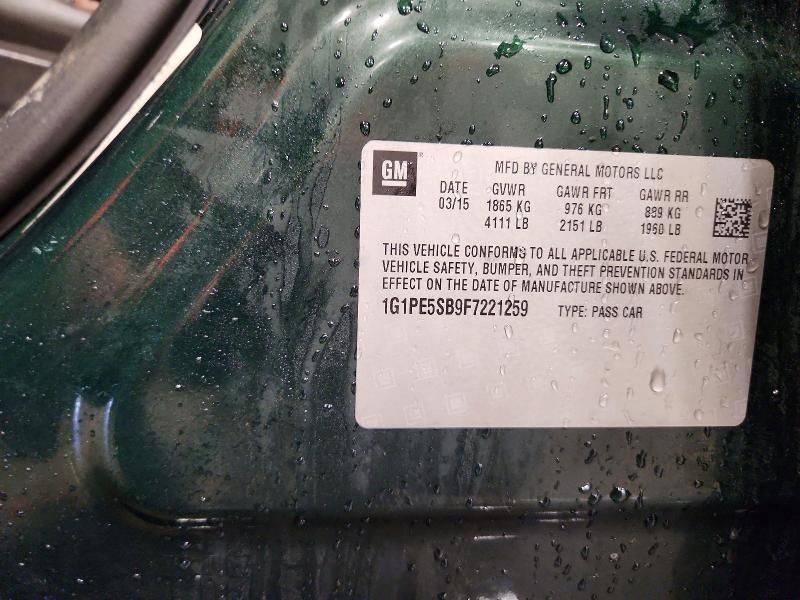 GM
MFD BY GENERAL MOTORS LLC
DATE GVWR GAWR FRT GAWR RR
03/15 1865 KG 976 KG 889 KG
4111 LB 2151 LB 1960 LB
THIS VEHICLE CONFORMS TO ALL APPLICABLE U.S. FEDERAL MOTOR
VEHICLE SAFETY, BUMPER, AND THEFT PREVENTION STANDARDS IN
EFFECT ON THE DATE OF MANUFACTURE SHOWN ABOVE.
1G1PE5SB9F7221259 TYPE: PASS CAR